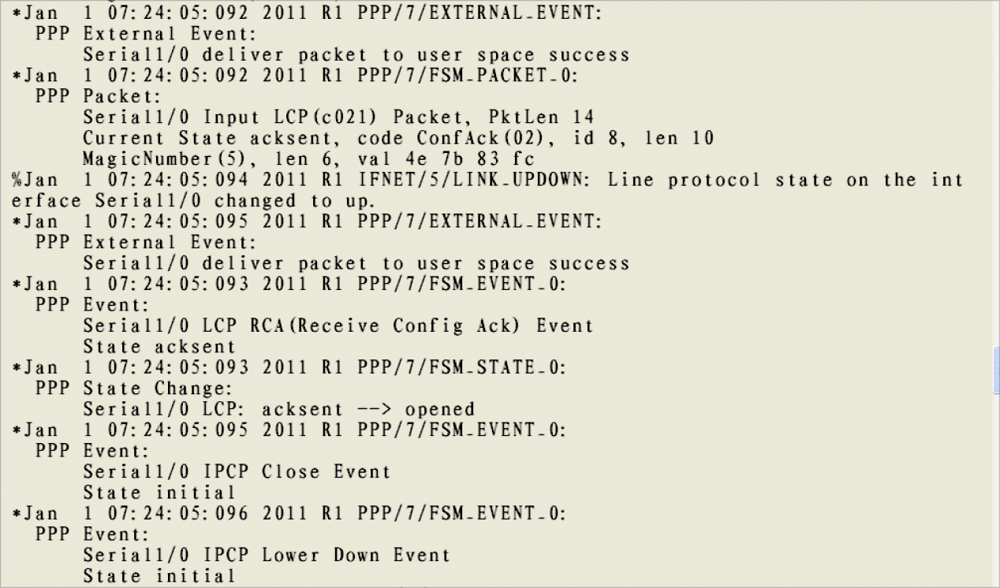 *Jan  1 07:24:05:092 2011 R1 PPP/7/EXTERNAL_EVENT:
  PPP External Event:
      Serial1/0 deliver packet to user space success
*Jan  1 07:24:05:092 2011 R1 PPP/7/FSM_PACKET_0:
  PPP Packet:
      Serial1/0 Input LCP(c021) Packet, PktLen 14
      Current State acksent, code ConfAck(02), id 8, len 10
      MagicNumber(5), len 6, val 4e 7b 83 fc
%Jan  1 07:24:05:094 2011 R1 IFNET/5/LINK_UPDOWN: Line protocol state on the int
erface Serial1/0 changed to up.
*Jan  1 07:24:05:095 2011 R1 PPP/7/EXTERNAL_EVENT:
  PPP External Event:
      Serial1/0 deliver packet to user space success
*Jan  1 07:24:05:093 2011 R1 PPP/7/FSM_EVENT_0:
  PPP Event:
      Serial1/0 LCP RCA(Receive Config Ack) Event
      State acksent
*Jan  1 07:24:05:093 2011 R1 PPP/7/FSM_STATE_0:
  PPP State Change:
      Serial1/0 LCP: acksent --> opened
*Jan  1 07:24:05:095 2011 R1 PPP/7/FSM_EVENT_0:
  PPP Event:
      Serial1/0 IPCP Close Event
      State initial
*Jan  1 07:24:05:096 2011 R1 PPP/7/FSM_EVENT_0:
  PPP Event:
      Serial1/0 IPCP Lower Down Event
      State initial